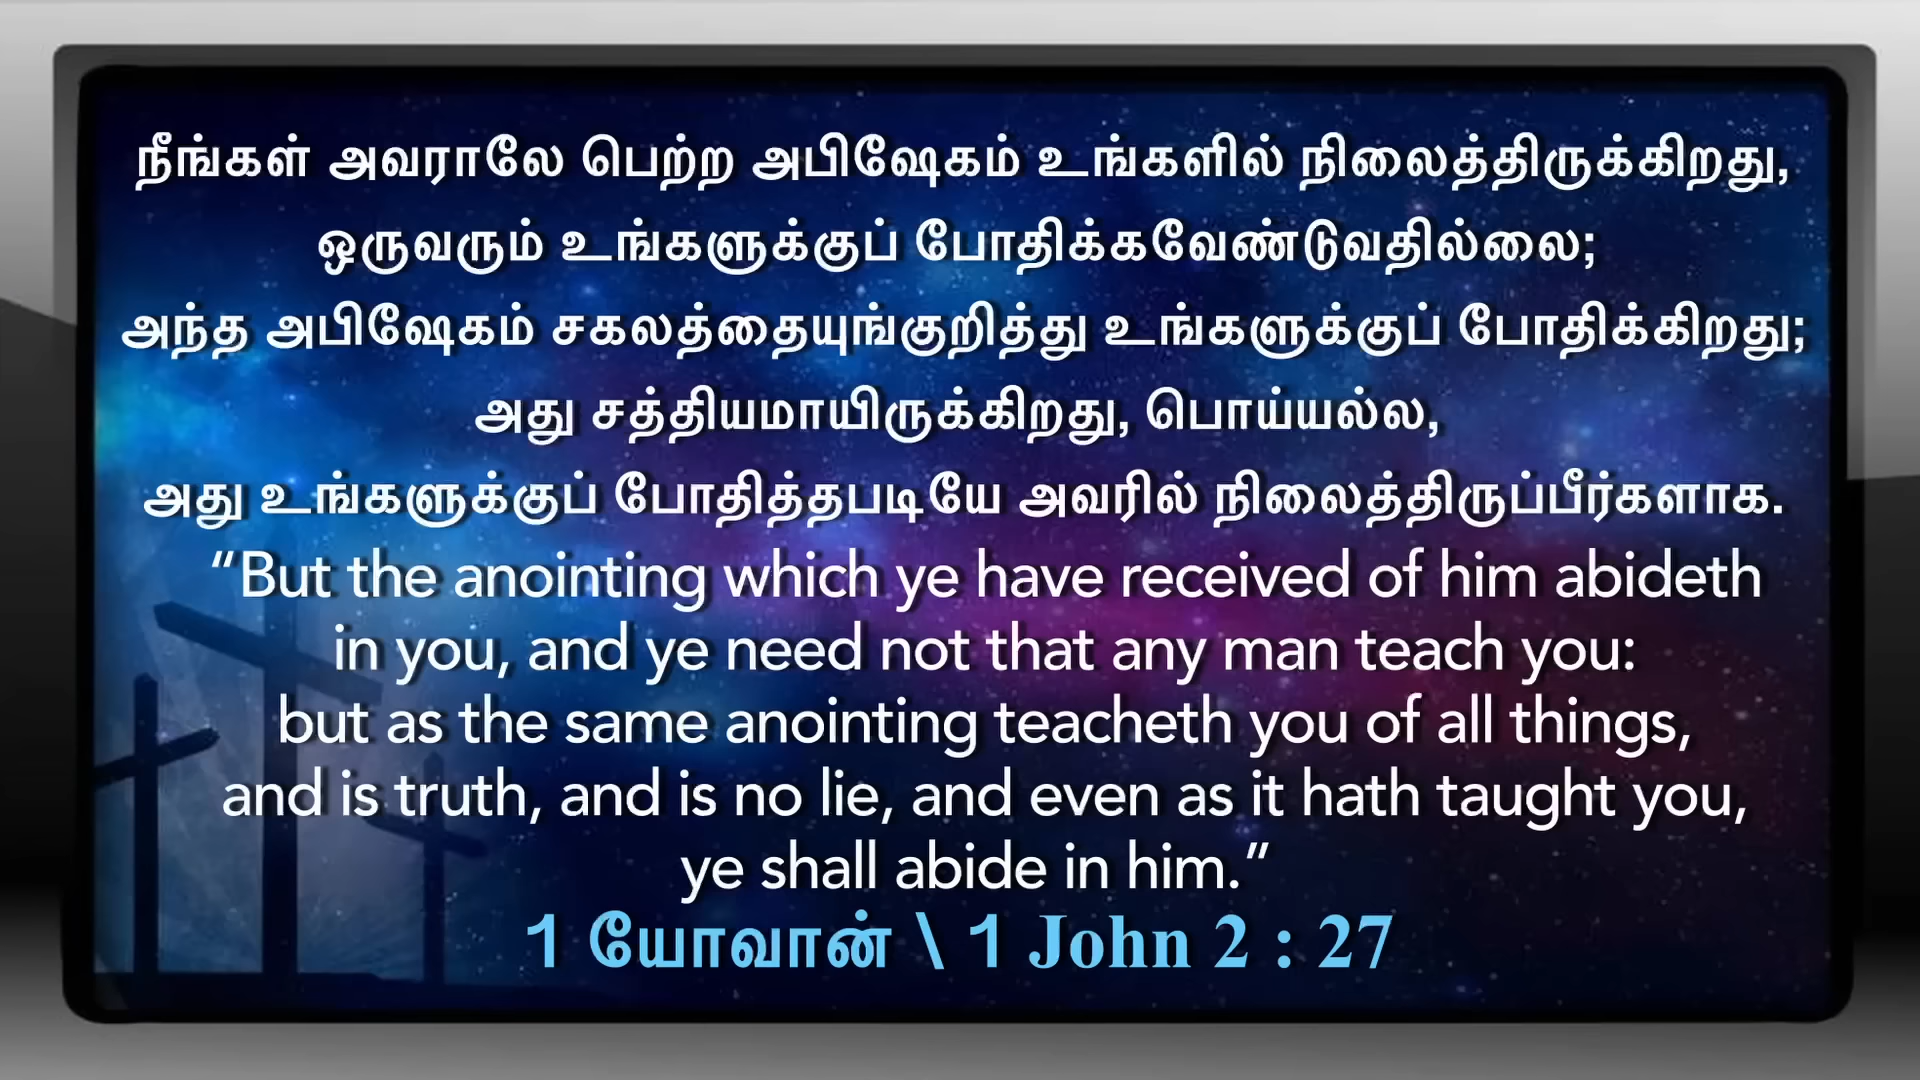 நீங்கள் அவராலே பெற்ற அபிஷேகம் உங்களில் நிலைத்திருக்கிறது,
ஒருவரும் உங்களுக்குப் போதிக்கவேண்டுவதில்லை;
அந்த அபிஷேகம் சகலத்தையுங்குறித்து உங்களுக்குப் போதிக்கிறது;
அது சத்தியமாயிருக்கிறது, பொய்யல்ல,
அது உங்களுக்குப் போதித்தபடியே அவரில் நிலைத்திருப்பீர்களாக.
“But the anointing which ye have received of him abideth
in you, and ye need not that any man teach you:
but as the same anointing teacheth you of all things,
and is truth, and is no lie, and even as it hath taught you,
ye shall abide in him.”
1 யோவான் \ 1 John 2 : 27